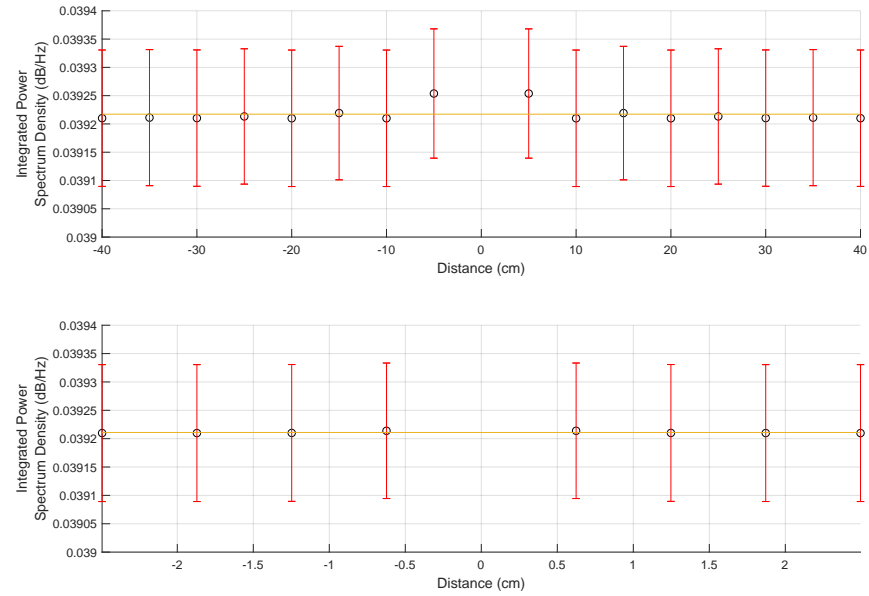 Integrated Power
Spectrum Density (dB/Hz)
0.0394
0.03935
0.0393
0.03925
0.0392
0.03915
0.0391
0.03905
0.039
-40 -30 -20 -10 0 10 20 30 40
Distance (cm)
Integrated Power
Spectrum Density (dB/Hz)
0.0394
0.03935
0.0393
0.03925
0.0392
0.03915
0.0391
0.03905
0.039
-2 -1.5 -1 -0.5 0 0.5 1 1.5 2
Distance (cm)